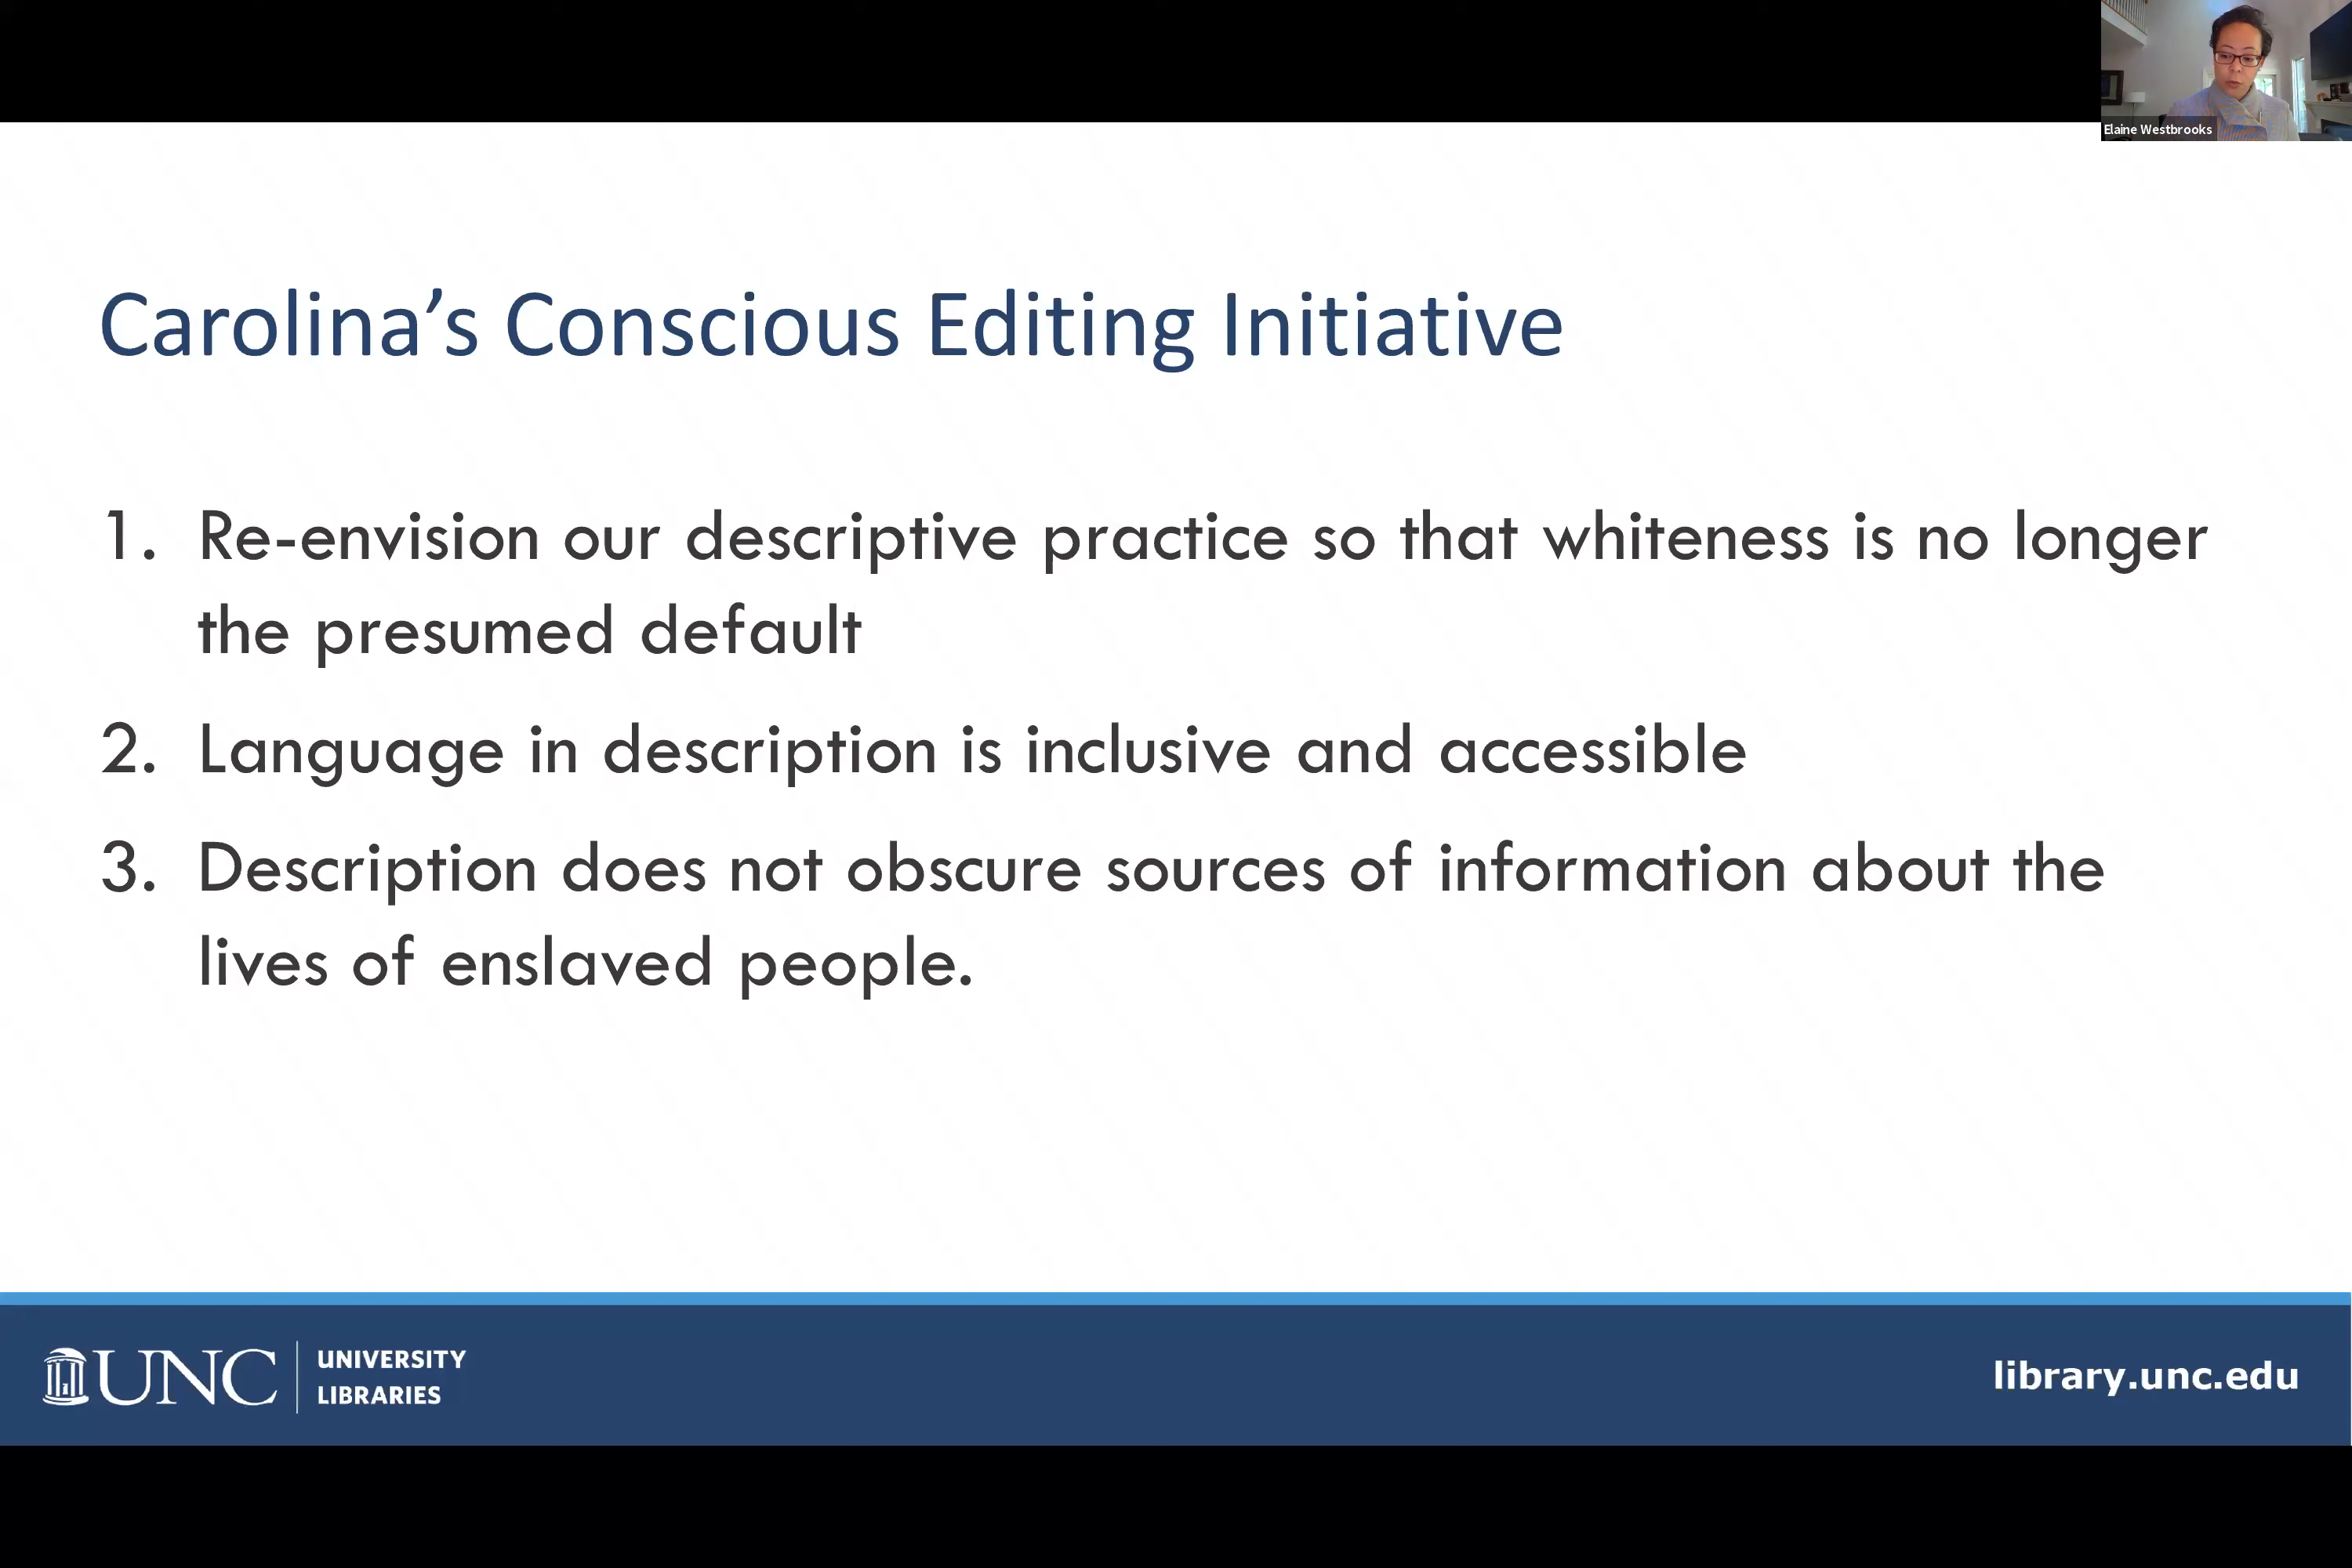 Elaine Westbrooks
Carolina’s Conscious Editing Initiative
1. Re-envision our descriptive practice so that whiteness is no longer
the presumed default
2. Language in description is inclusive and accessible
3. Description does not obscure sources of information about the
lives of enslaved people.
UNC
UNIVERSITY
LIBRARIES
library.unc.edu